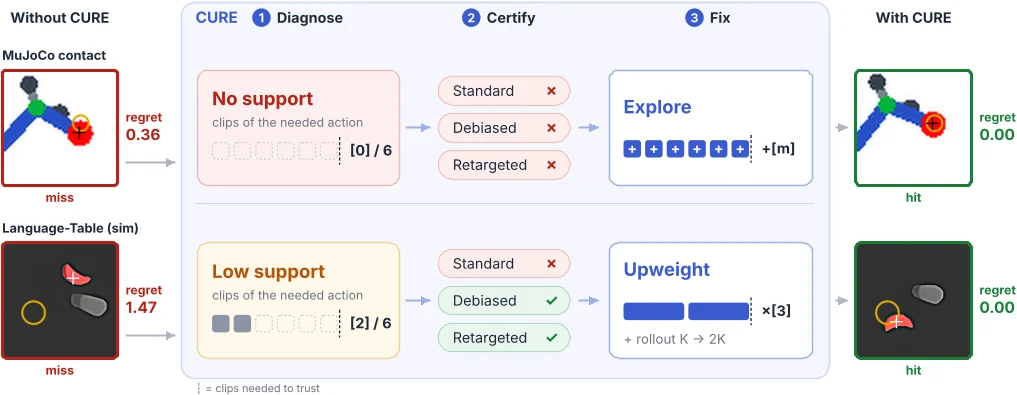 Without CURE
CURE 1 Diagnose
2 Certify
3 Fix
With CURE
MuJoCo contact
regret
0.36
miss
No support
clips of the needed action
[0] / 6
Standard ×
Debiased ×
Retargeted ×
Explore
+ + + + + + +[m]
regret
0.00
hit
Language-Table (sim)
regret
1.47
miss
Low support
clips of the needed action
[2] / 6
Standard ×
Debiased ✓
Retargeted ✓
Upweight
×[3]
+ rollout K → 2K
regret
0.00
hit
= clips needed to trust